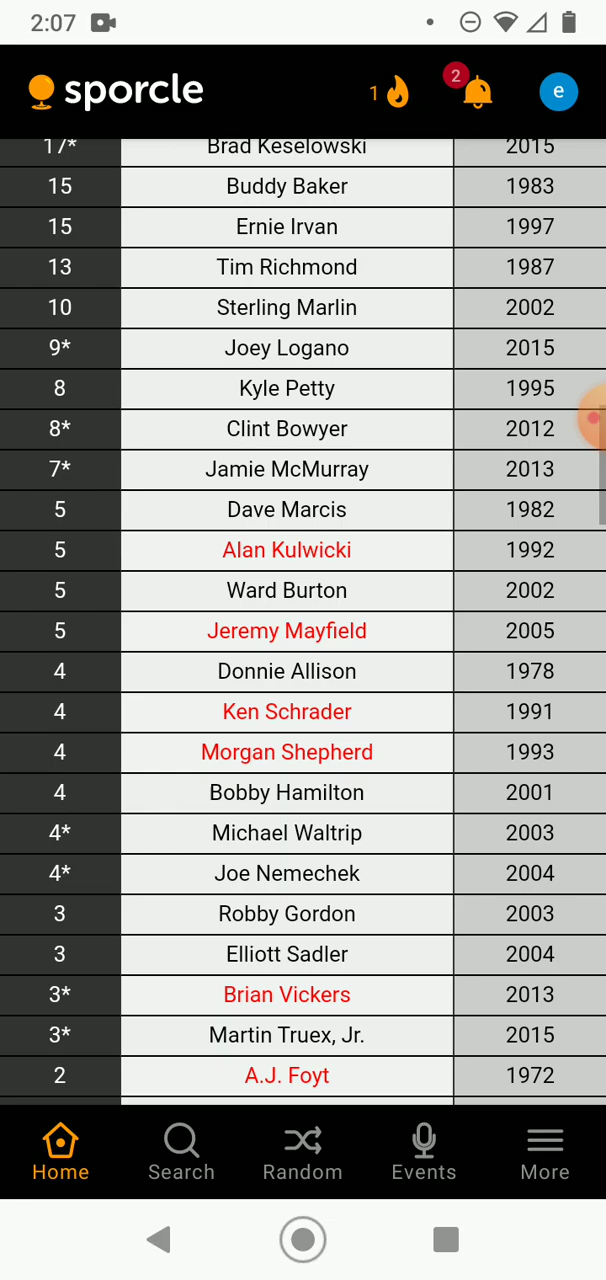 2:07
sporcle 1 2 e
17* Brad Keselowski 2015
15 Buddy Baker 1983
15 Ernie Irvan 1997
13 Tim Richmond 1987
10 Sterling Marlin 2002
9* Joey Logano 2015
8 Kyle Petty 1995
8* Clint Bowyer 2012
7* Jamie McMurray 2013
5 Dave Marcis 1982
5 Alan Kulwicki 1992
5 Ward Burton 2002
5 Jeremy Mayfield 2005
4 Donnie Allison 1978
4 Ken Schrader 1991
4 Morgan Shepherd 1993
4 Bobby Hamilton 2001
4* Michael Waltrip 2003
4* Joe Nemechek 2004
3 Robby Gordon 2003
3 Elliott Sadler 2004
3* Brian Vickers 2013
3* Martin Truex, Jr. 2015
2 A.J. Foyt 1972
Home Search Random Events More